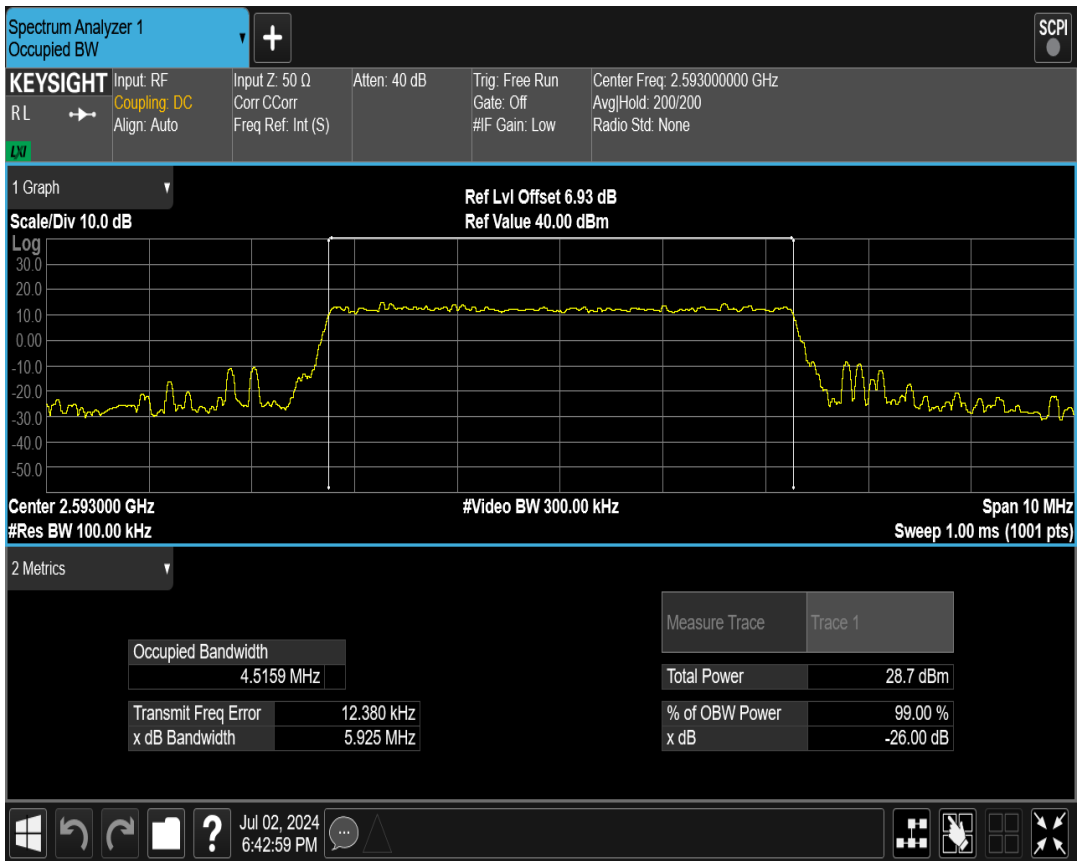 Spectrum Analyzer 1
Occupied BW
+
SCPI
KEYSIGHT
R L
LXI
Input: RF
Coupling: DC
Align: Auto
Input Z: 50 Ω
Corr CCorr
Freq Ref: Int (S)
Atten: 40 dB
Trig: Free Run
Gate: Off
#IF Gain: Low
Center Freq: 2.593000000 GHz
Avg|Hold: 200/200
Radio Std: None
1 Graph
Ref Lvl Offset 6.93 dB
Scale/Div 10.0 dB
Ref Value 40.00 dBm
Log
30.0
20.0
10.0
0.00
-10.0
-20.0
-30.0
-40.0
-50.0
Center 2.593000 GHz
#Video BW 300.00 kHz
Span 10 MHz
#Res BW 100.00 kHz
Sweep 1.00 ms (1001 pts)
2 Metrics
Measure Trace Trace 1
Occupied Bandwidth
4.5159 MHz
Total Power 28.7 dBm
Transmit Freq Error 12.380 kHz
% of OBW Power 99.00 %
x dB Bandwidth 5.925 MHz
x dB -26.00 dB
?
Jul 02, 2024
6:42:59 PM